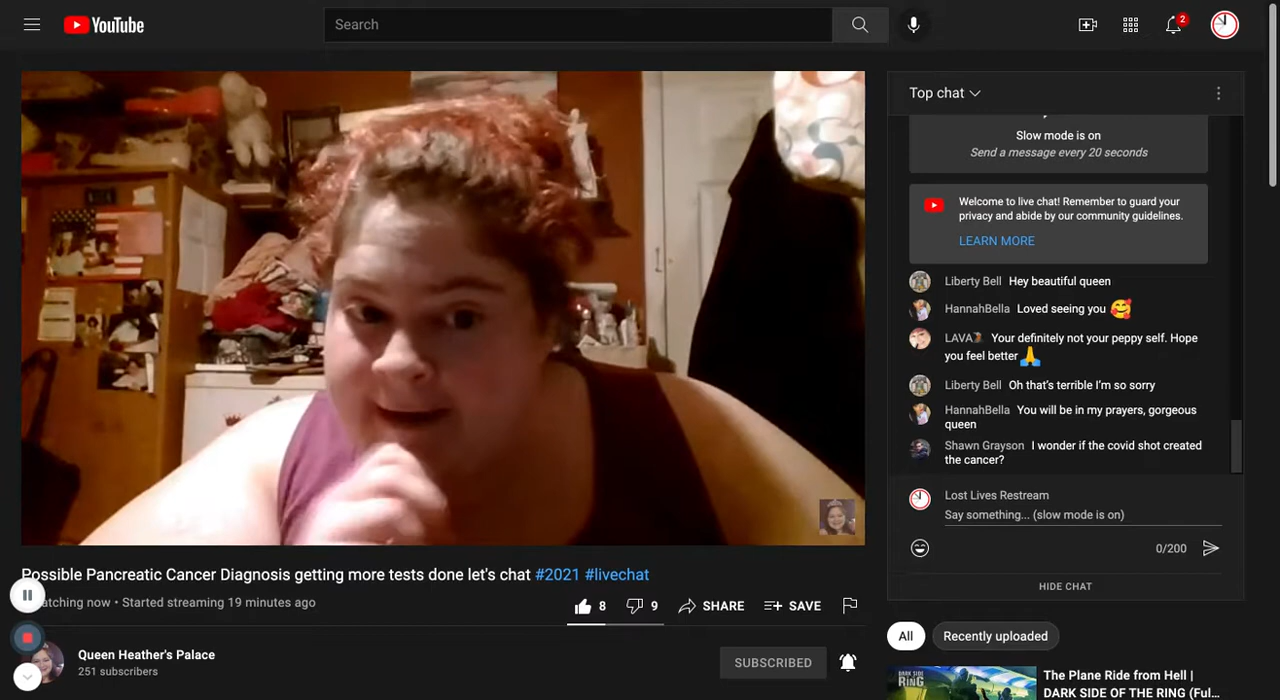 YouTube
Search
2
Top chat
Slow mode is on
Send a message every 20 seconds
Welcome to live chat! Remember to guard your
privacy and abide by our community guidelines.
LEARN MORE
Liberty Bell Hey beautiful queen
HannahBella Loved seeing you 🥰
LAVA Your definitely not your peppy self. Hope
you feel better 🙏
Liberty Bell Oh that's terrible I'm so sorry
HannahBella You will be in my prayers, gorgeous
queen
Shawn Grayson I wonder if the covid shot created
the cancer?
Lost Lives Restream
Say something... (slow mode is on)
0/200
HIDE CHAT
Possible Pancreatic Cancer Diagnosis getting more tests done let's chat #2021 #livechat
watching now • Started streaming 19 minutes ago
8
9
SHARE
SAVE
Queen Heather's Palace
251 subscribers
SUBSCRIBED
All
Recently uploaded
DARK SIDE
RING
The Plane Ride from Hell |
DARK SIDE OF THE RING (Ful...